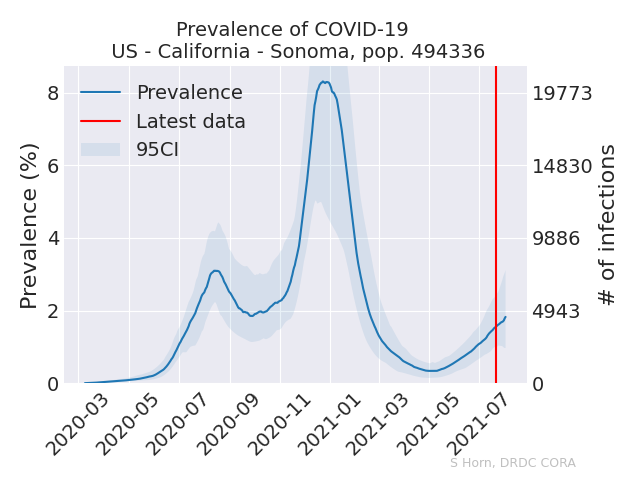 Prevalence of COVID-19
US - California - Sonoma, pop. 494336
Prevalence
Latest data
95CI
Prevalence (%)
8
6
4
2
0
19773
14830
9886
4943
0
# of infections
2020-03
2020-05
2020-07
2020-09
2020-11
2021-01
2021-03
2021-05
2021-07
S Horn, DRDC CORA